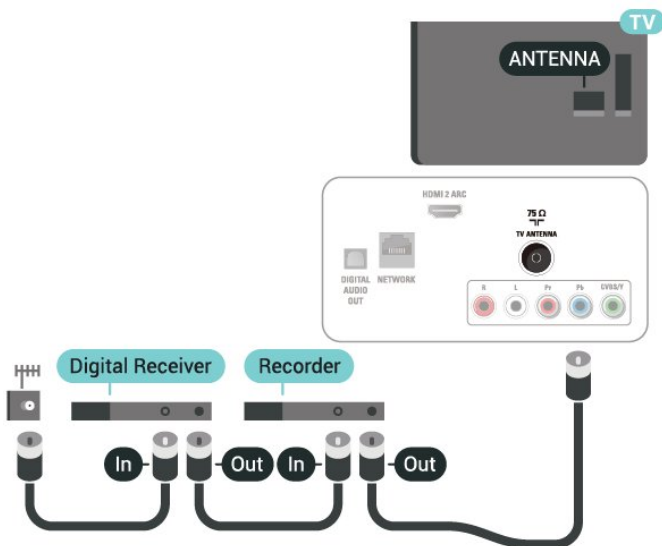 TV
ANTENNA
HDMI 2 ARC
75 Ω
TV ANTENNA
DIGITAL
AUDIO
OUT
NETWORK
R L Pr Pb CVBS/Y
Digital Receiver
Recorder
In
Out
In
Out